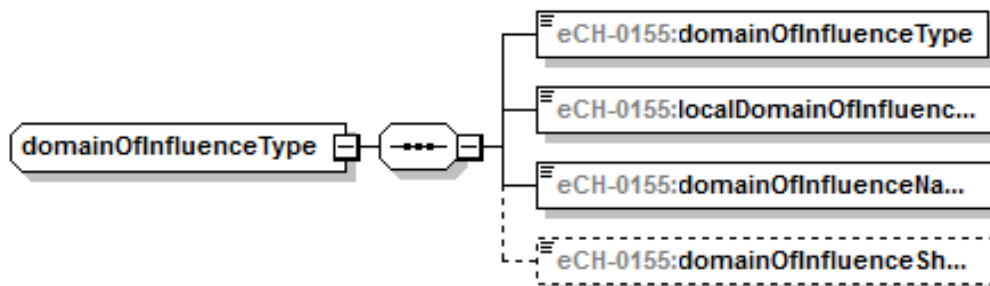 eCH-0155:domainOfInfluenceType
eCH-0155:localDomainOfInfluenc...
domainOfInfluenceType
eCH-0155:domainOfInfluenceNa...
eCH-0155:domainOfInfluenceSh...